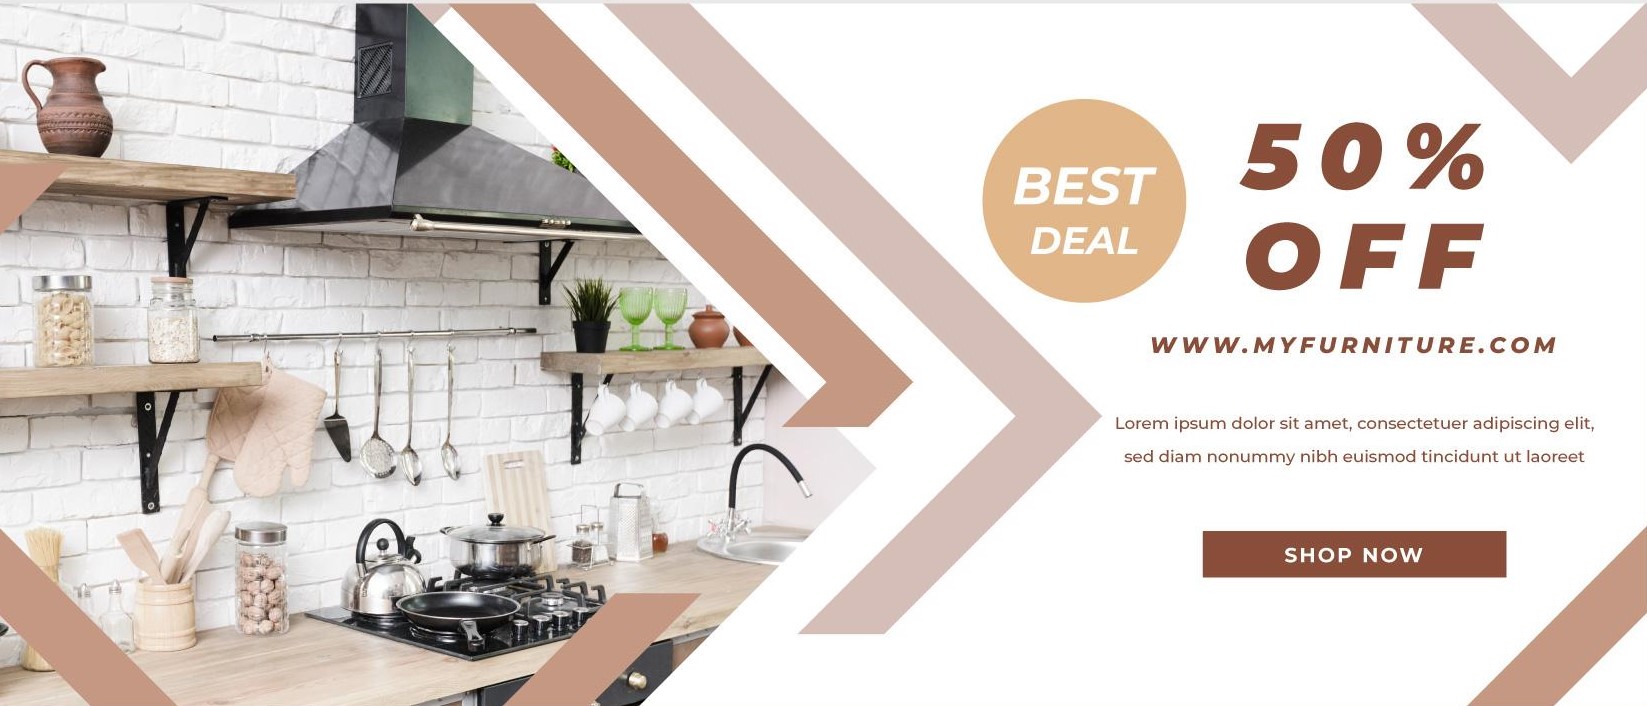 BEST
DEAL
50%
OFF
WWW.MYFURNITURE.COM
Lorem ipsum dolor sit amet, consectetuer adipiscing elit,
sed diam nonummy nibh euismod tincidunt ut laoreet
SHOP NOW